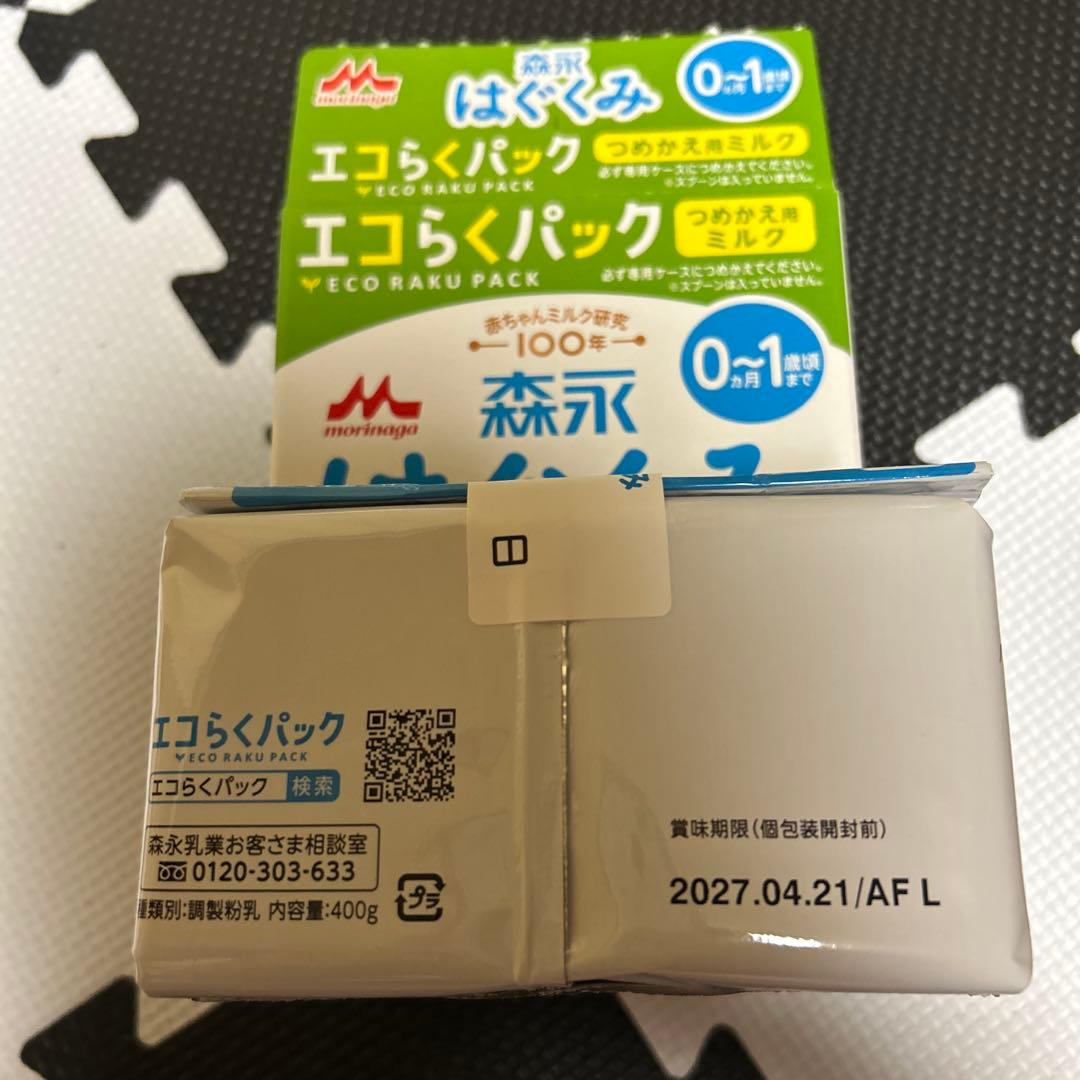 morinaga
森永
はぐくみ
0ヵ月〜1歳頃まで
エコらくパック
ECO RAKU PACK
つめかえ用ミルク
必ず専用ケースにつめかえてください。
※スプーンは入っていません。
エコらくパック
ECO RAKU PACK
つめかえ用
ミルク
必ず専用ケースにつめかえてください。
※スプーンは入っていません。
赤ちゃんミルク研究
100年
morinaga
森永
はぐくみ
0ヵ月〜1歳頃まで
エコらくパック
ECO RAKU PACK
エコらくパック 検索
森永乳業お客さま相談室
0120-303-633
種類別:調製粉乳 内容量:400g
プラ
賞味期限(個包装開封前)
2027.04.21/AF L